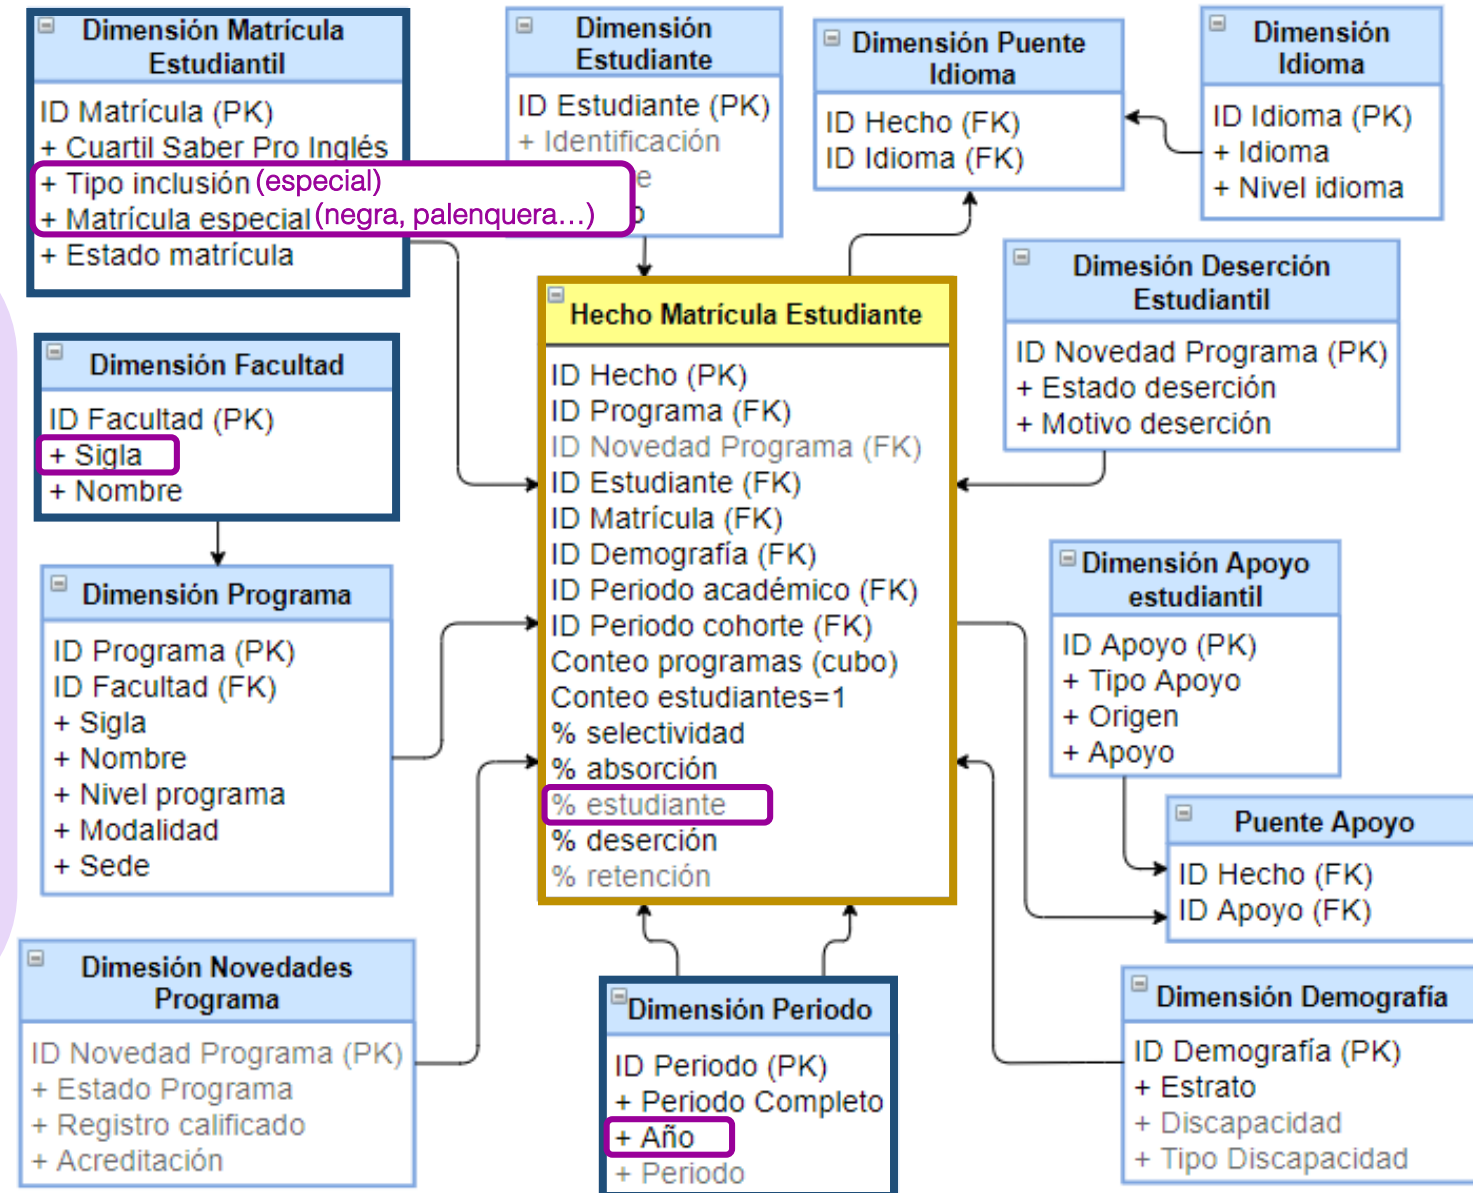 Dimensión Matrícula
Estudiantil
ID Matrícula (PK)
+ Cuartil Saber Pro Inglés
+ Tipo inclusión (especial)
+ Matrícula especial (negra, palenquera...)
+ Estado matrícula
Dimensión
Estudiante
ID Estudiante (PK)
+ Identificación
e
Dimensión Puente
Idioma
ID Hecho (FK)
ID Idioma (FK)
Dimensión
Idioma
ID Idioma (PK)
+ Idioma
+ Nivel idioma
Dimesión Deserción
Estudiantil
ID Novedad Programa (PK)
+ Estado deserción
+ Motivo deserción
Hecho Matrícula Estudiante
ID Hecho (PK)
ID Programa (FK)
ID Novedad Programa (FK)
ID Estudiante (FK)
ID Matrícula (FK)
ID Demografía (FK)
ID Periodo académico (FK)
ID Periodo cohorte (FK)
Conteo programas (cubo)
Conteo estudiantes=1
% selectividad
% absorción
% estudiante
% deserción
% retención
Dimensión Facultad
ID Facultad (PK)
+ Sigla
+ Nombre
Dimensión Programa
ID Programa (PK)
ID Facultad (FK)
+ Sigla
+ Nombre
+ Nivel programa
+ Modalidad
+ Sede
Dimensión Apoyo
estudiantil
ID Apoyo (PK)
+ Tipo Apoyo
+ Origen
+ Apoyo
Puente Apoyo
ID Hecho (FK)
ID Apoyo (FK)
Dimesión Novedades
Programa
ID Novedad Programa (PK)
+ Estado Programa
+ Registro calificado
+ Acreditación
Dimensión Periodo
ID Periodo (PK)
+ Periodo Completo
+ Año
+ Periodo
Dimensión Demografía
ID Demografía (PK)
+ Estrato
+ Discapacidad
+ Tipo Discapacidad